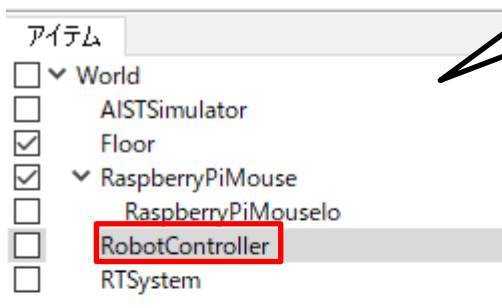 アイテム
World
AISTSimulator
Floor
RaspberryPiMouse
RaspberryPiMouseIo
RobotController
RTSystem